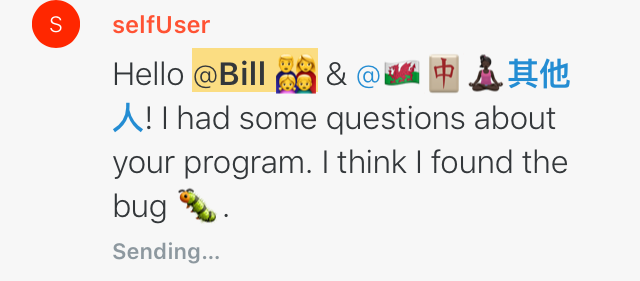 S
selfUser
Hello @Bill 👨‍👩‍👧‍👧 & @🏴󠁧󠁢󠁷󠁬󠁳󠁿🀄🧘🏿‍♀️其他
人! I had some questions about
your program. I think I found the
bug 🐛.
Sending...